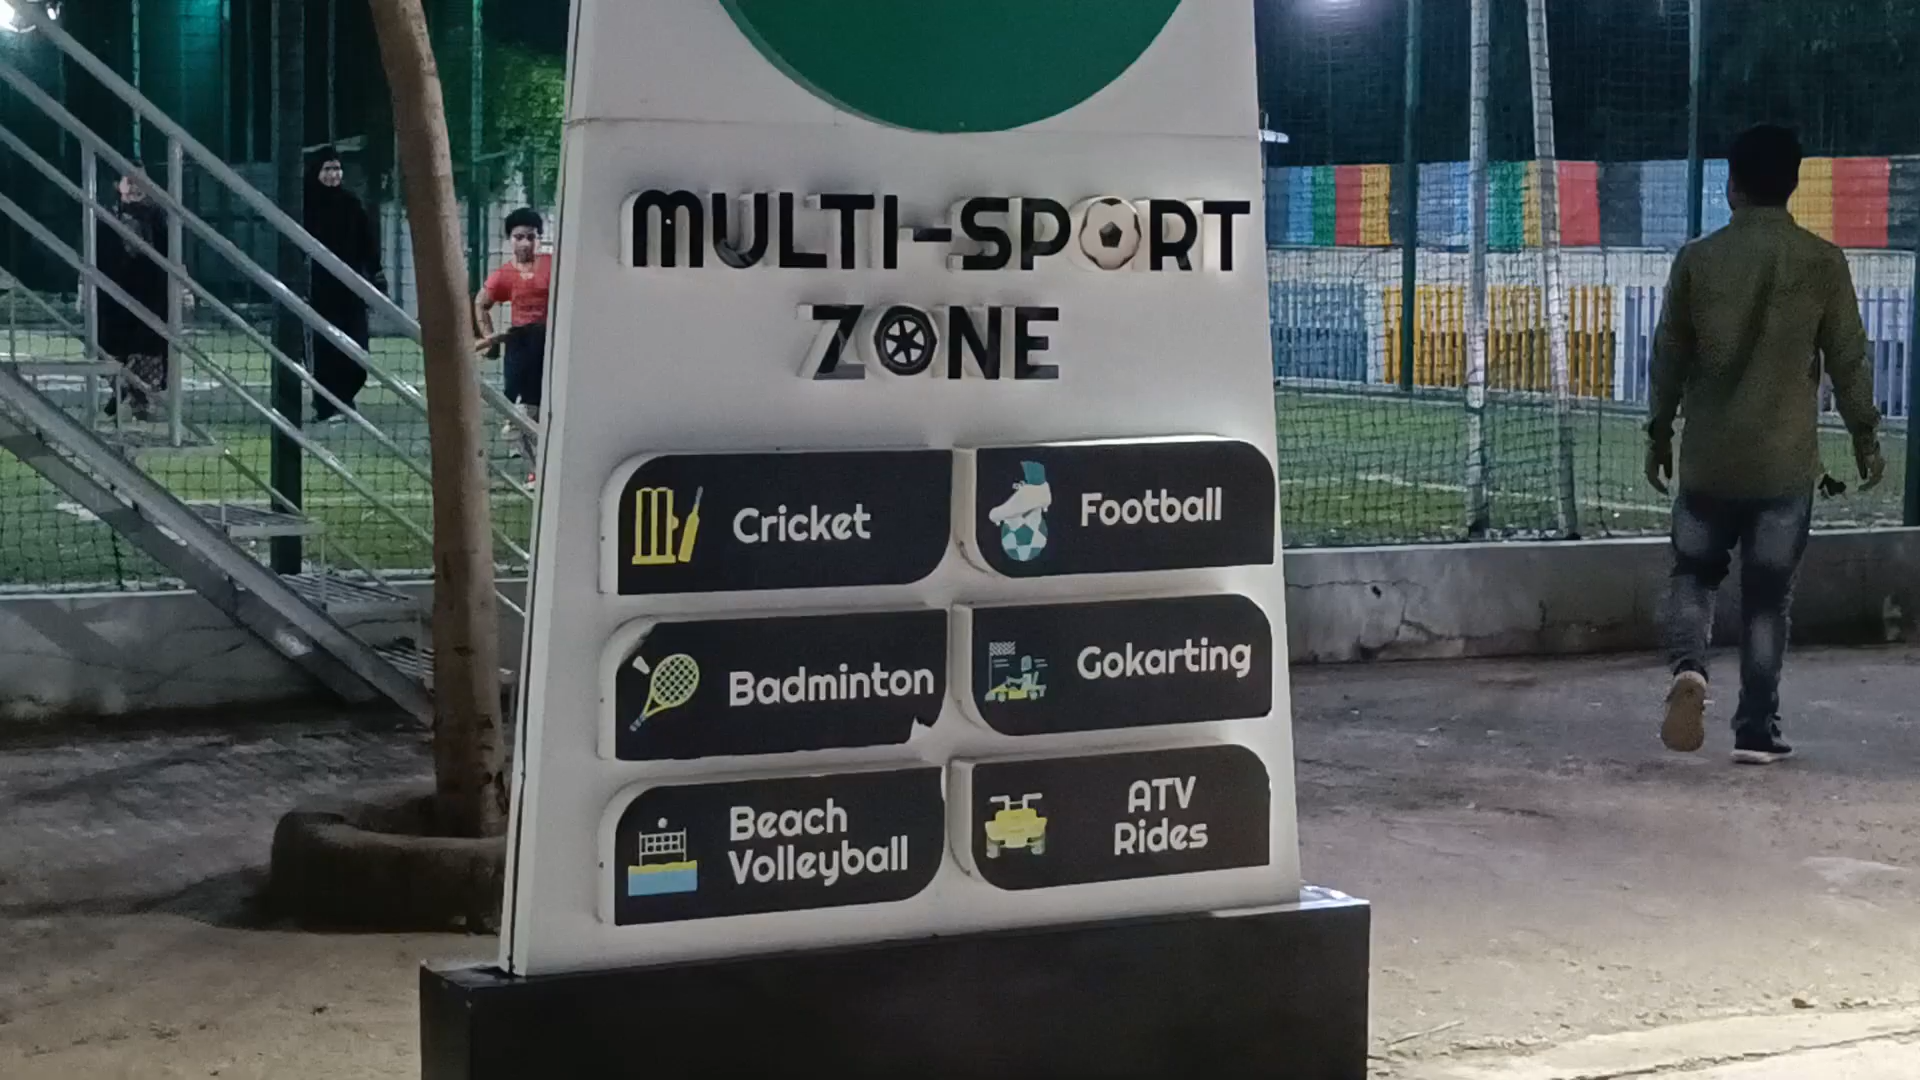 MULTI-SPORT
ZONE
Cricket
Football
Badminton
Gokarting
Beach
Volleyball
ATV
Rides